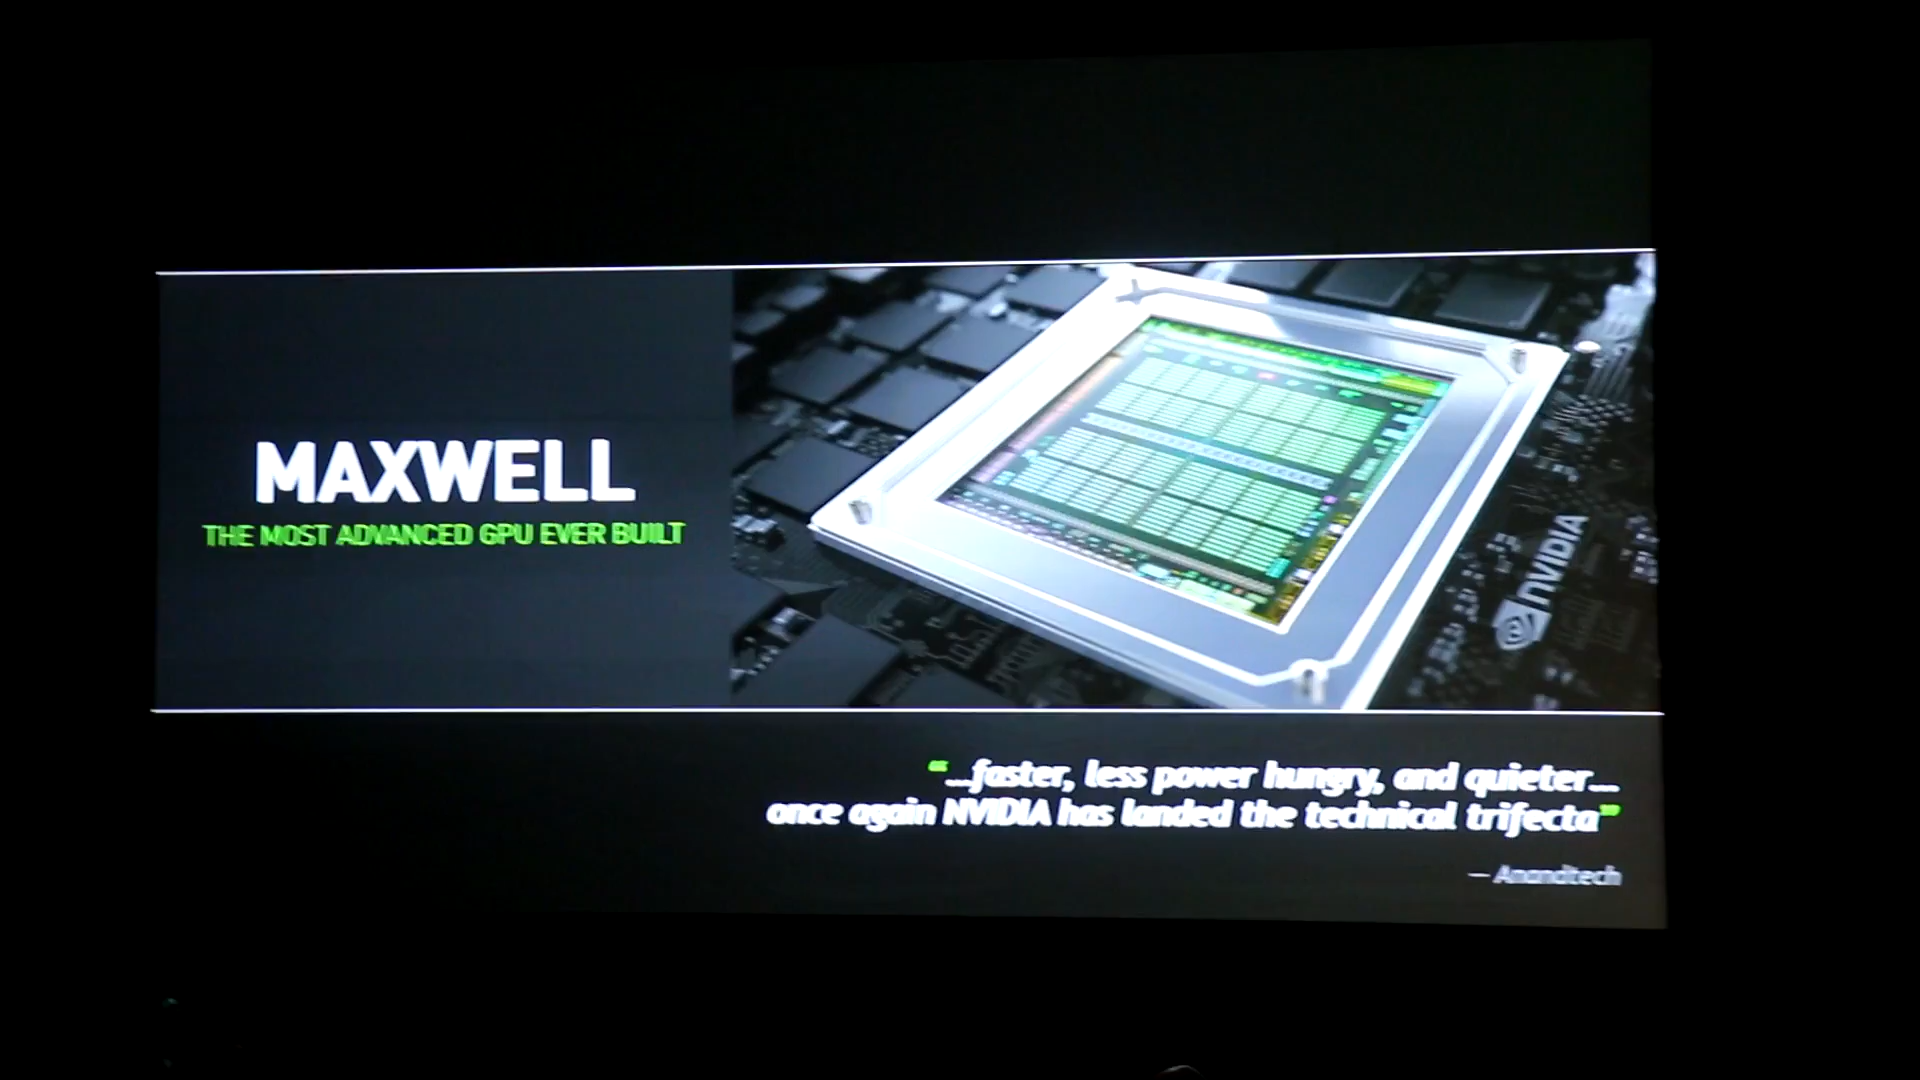 MAXWELL
THE MOST ADVANCED GPU EVER BUILT
NVIDIA
“...faster, less power hungry, and quieter...
once again NVIDIA has landed the technical trifecta”
— Anandtech